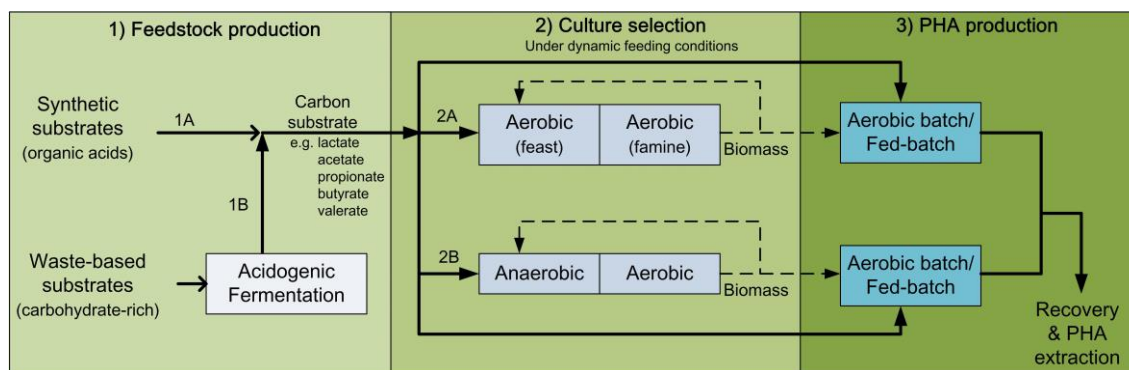 1) Feedstock production
Synthetic
substrates
(organic acids)
1A
1B
Waste-based
substrates
(carbohydrate-rich)
Acidogenic
Fermentation
Carbon
substrate
e.g. lactate
acetate
propionate
butyrate
valerate
2) Culture selection
Under dynamic feeding conditions
2A
Aerobic
(feast)
Aerobic
(famine)
Biomass
2B
Anaerobic
Aerobic
Biomass
3) PHA production
Aerobic batch/
Fed-batch
Aerobic batch/
Fed-batch
Recovery
& PHA
extraction